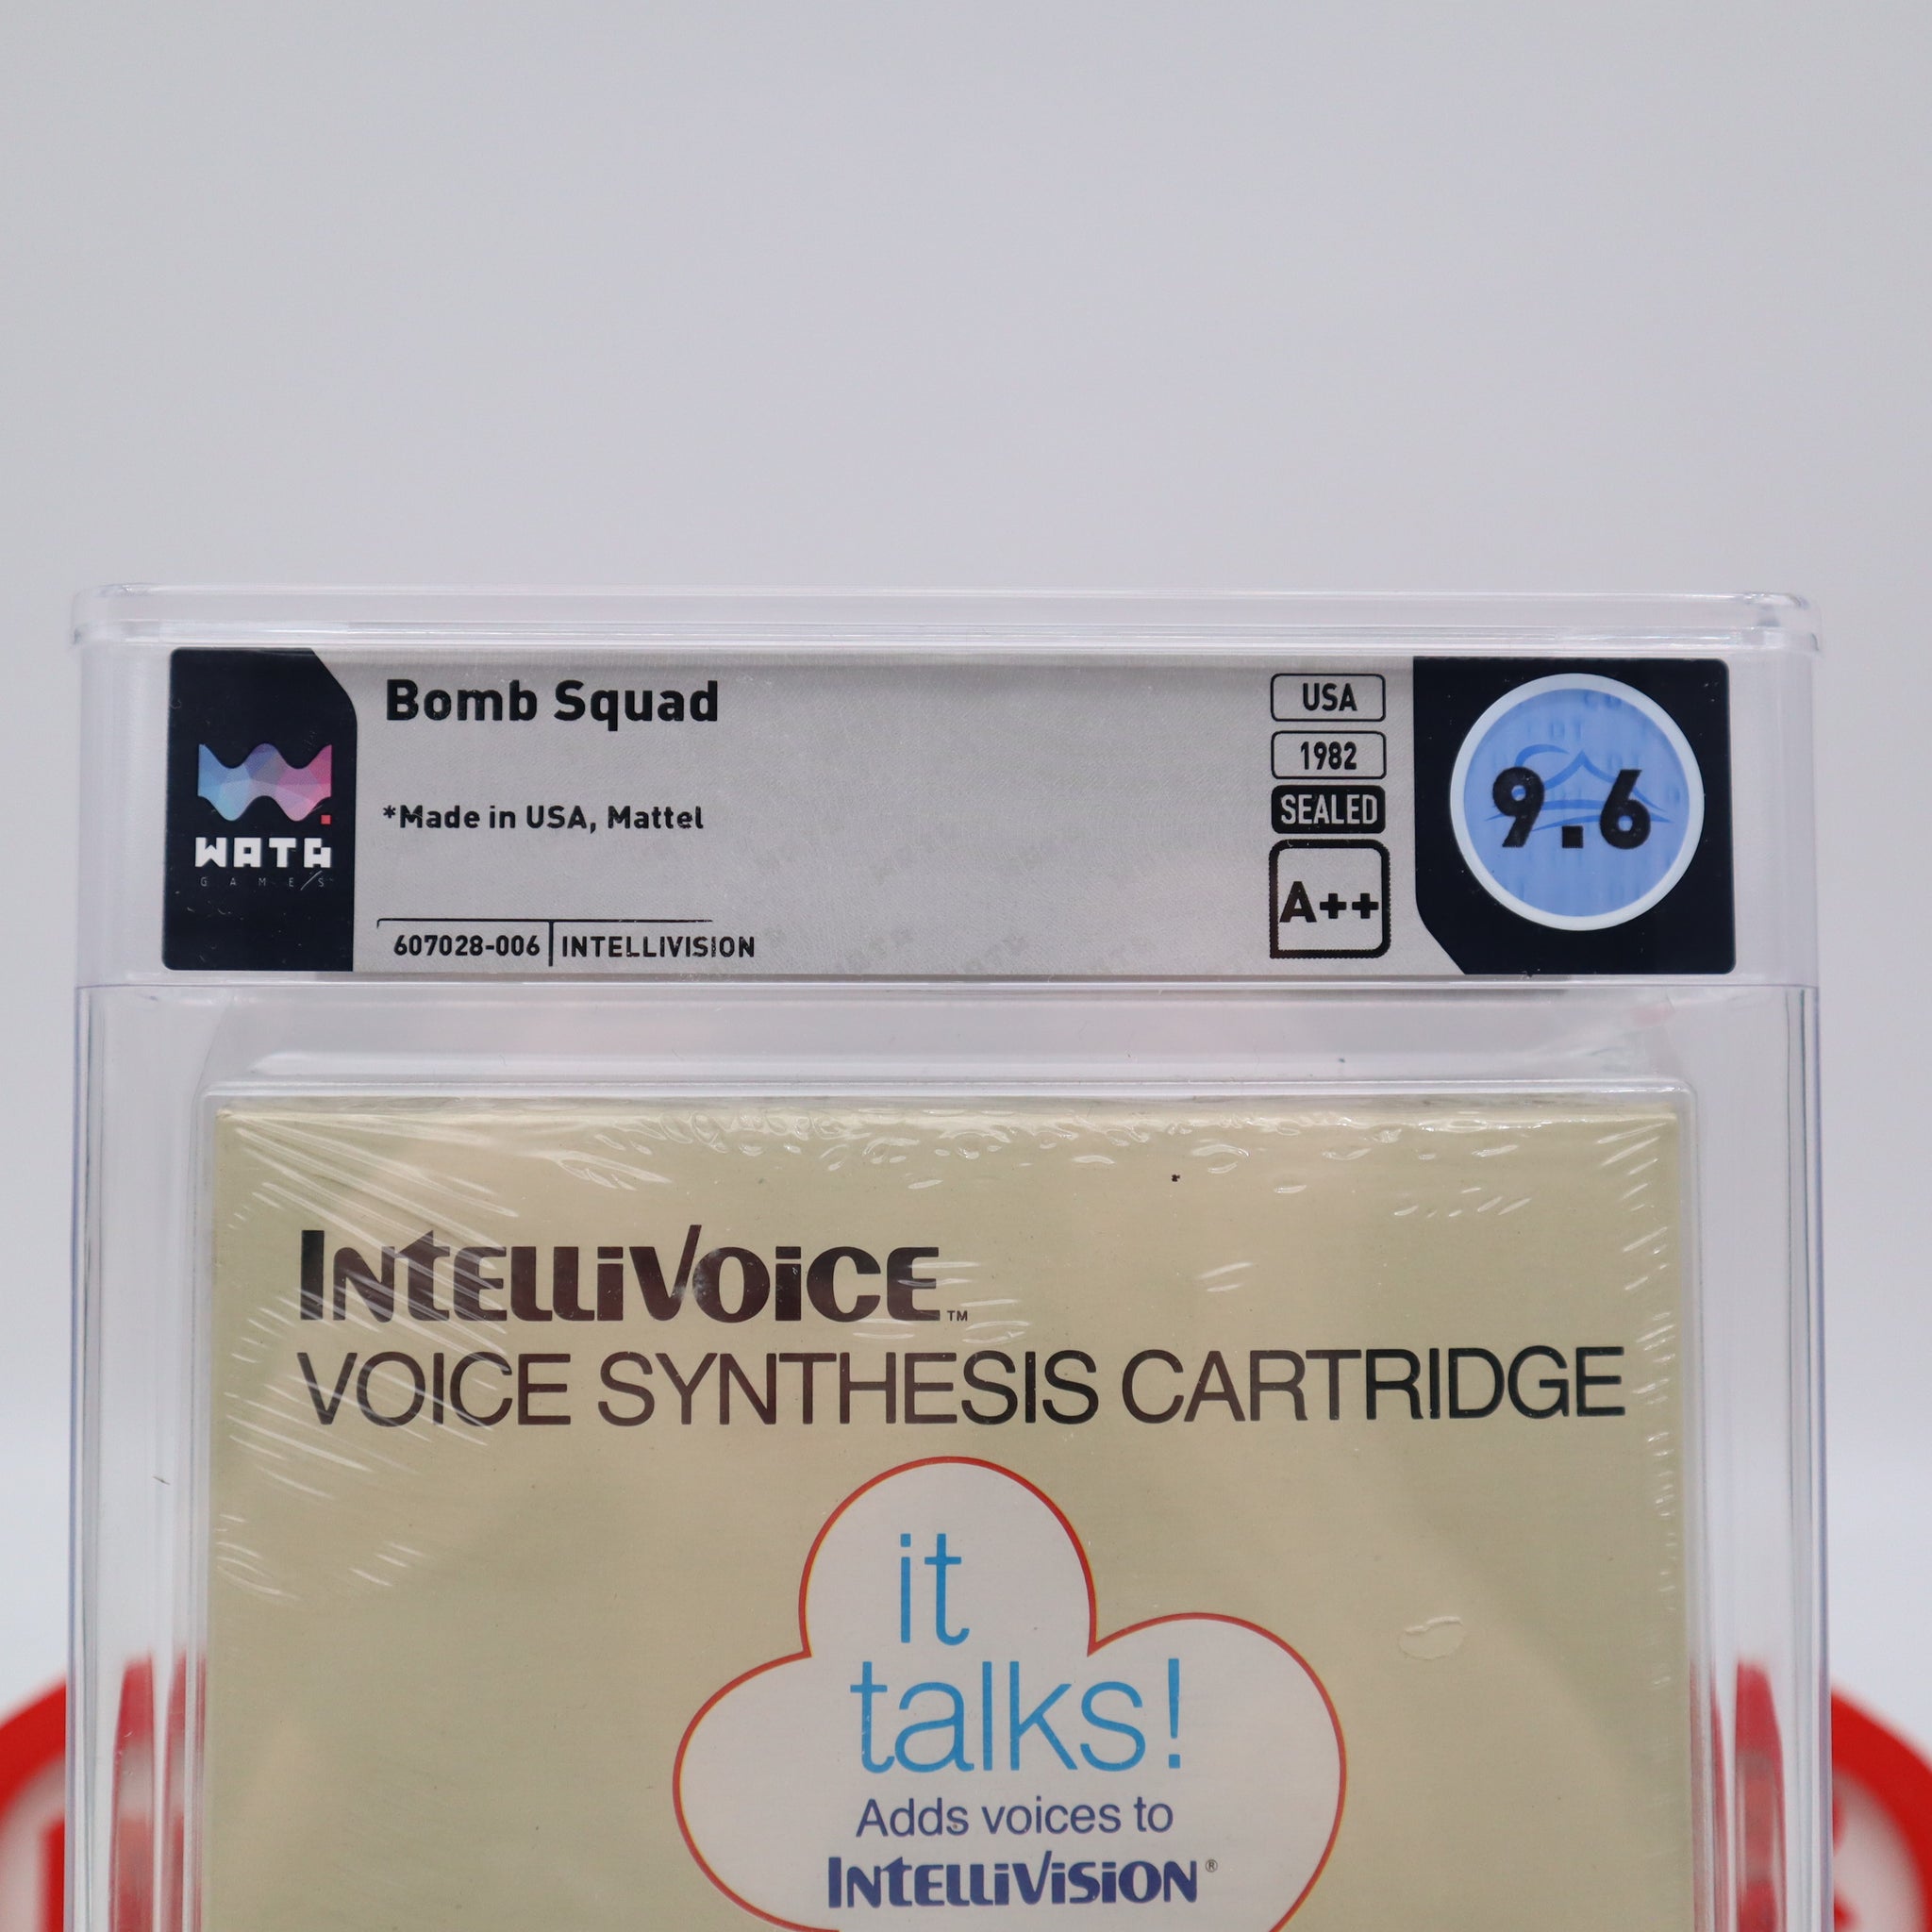 Bomb Squad
*Made in USA, Mattel
607028-006 INTELLIVISION
WATA
GAMES
USA
1982
SEALED
A++
9.6
INTELLIVOICE™
VOICE SYNTHESIS CARTRIDGE
it
talks!
Adds voices to
INTELLIVISION®